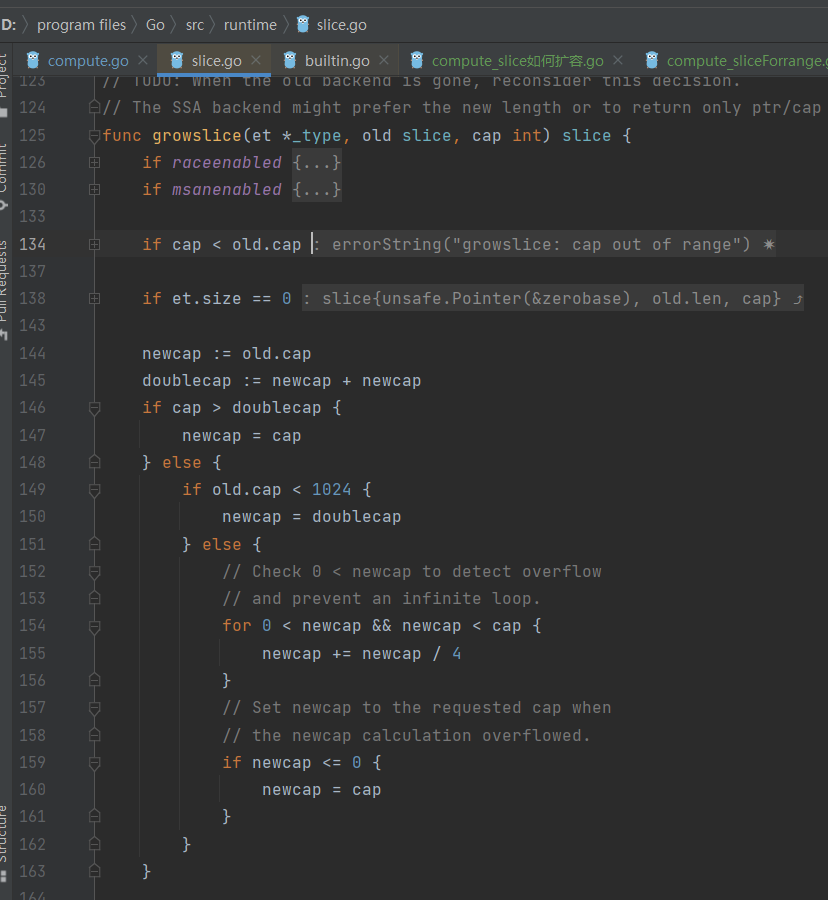 D: program files Go src runtime slice.go
compute.go slice.go builtin.go compute_slice如何扩容.go compute_sliceForrange.g
Project
Commit
Pull Requests
Structure
123 // TODO: When the old backend is gone, reconsider this decision.
124 // The SSA backend might prefer the new length or to return only ptr/cap
125 func growslice(et *_type, old slice, cap int) slice {
126 if raceenabled {...}
130 if msanenabled {...}
133
134 if cap < old.cap : errorString("growslice: cap out of range")
137
138 if et.size == 0 : slice{unsafe.Pointer(&zerobase), old.len, cap}
143
144 newcap := old.cap
145 doublecap := newcap + newcap
146 if cap > doublecap {
147 newcap = cap
148 } else {
149 if old.cap < 1024 {
150 newcap = doublecap
151 } else {
152 // Check 0 < newcap to detect overflow
153 // and prevent an infinite loop.
154 for 0 < newcap && newcap < cap {
155 newcap += newcap / 4
156 }
157 // Set newcap to the requested cap when
158 // the newcap calculation overflowed.
159 if newcap <= 0 {
160 newcap = cap
161 }
162 }
163 }
164